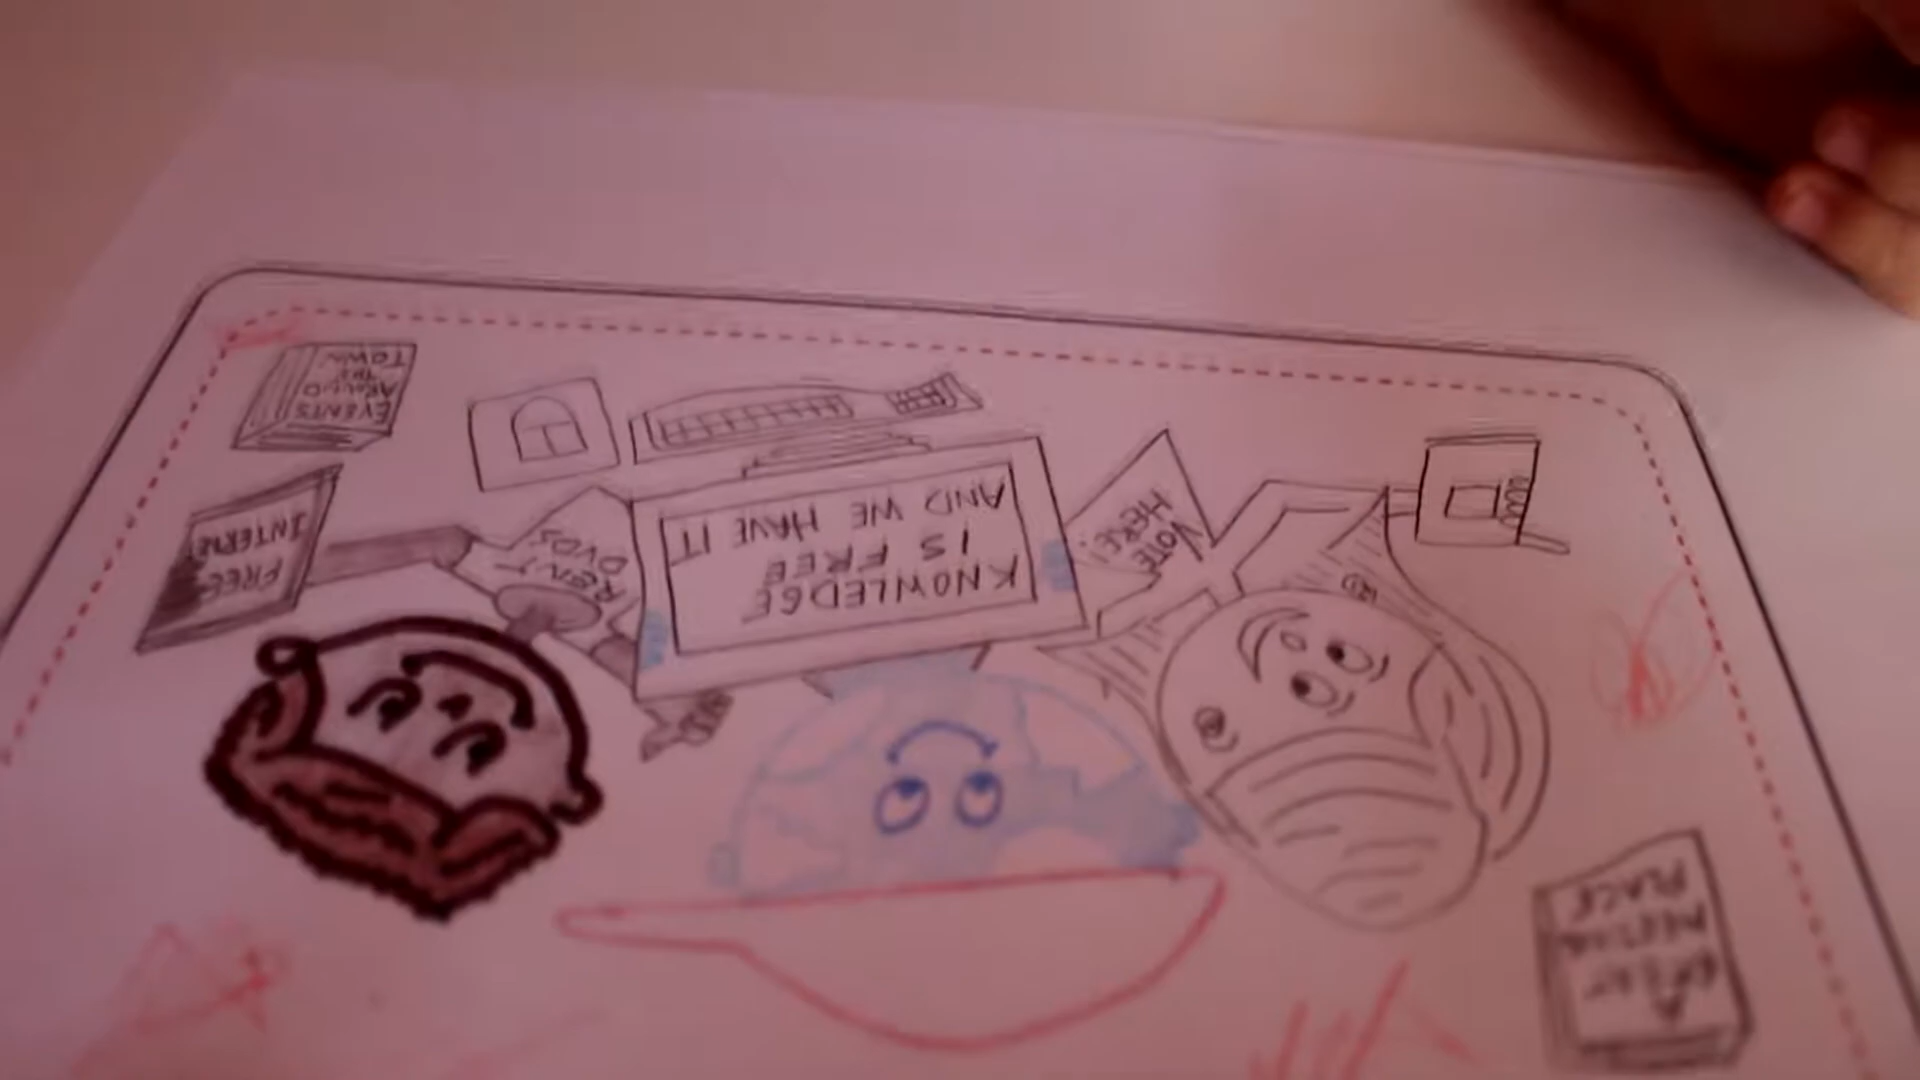 A
GREAT
MEETING
PLACE
KNOWLEDGE
IS FREE
AND WE HAVE IT
VOTE
HERE!
RENT
DVDS
FREE
INTERNET
EVENTS
AROUND
THE
TOWN